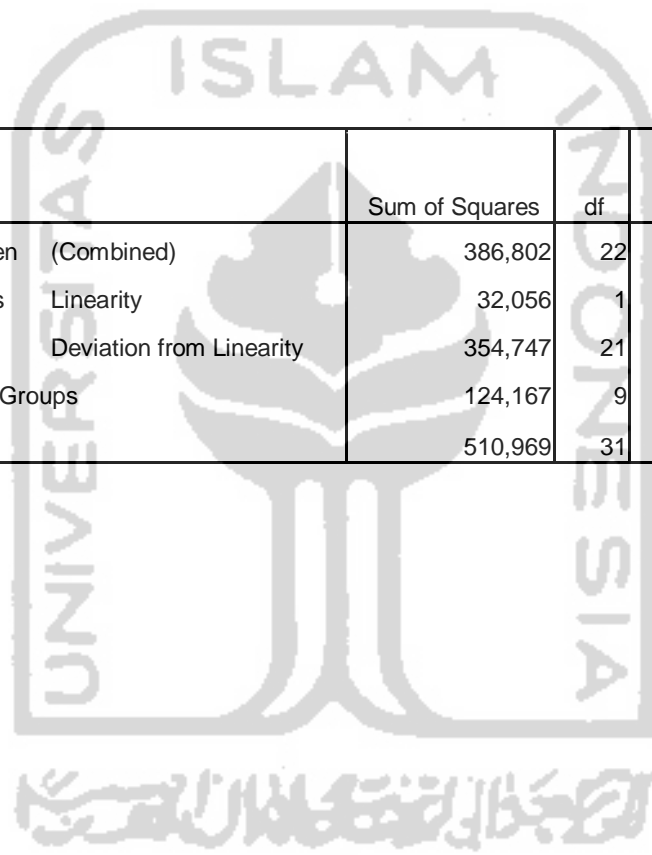 ISLAM
UNIVERSITAS
INDONESIA
Sum of Squares df
en (Combined) 386,802 22
s Linearity 32,056 1
Deviation from Linearity 354,747 21
Groups 124,167 9
510,969 31